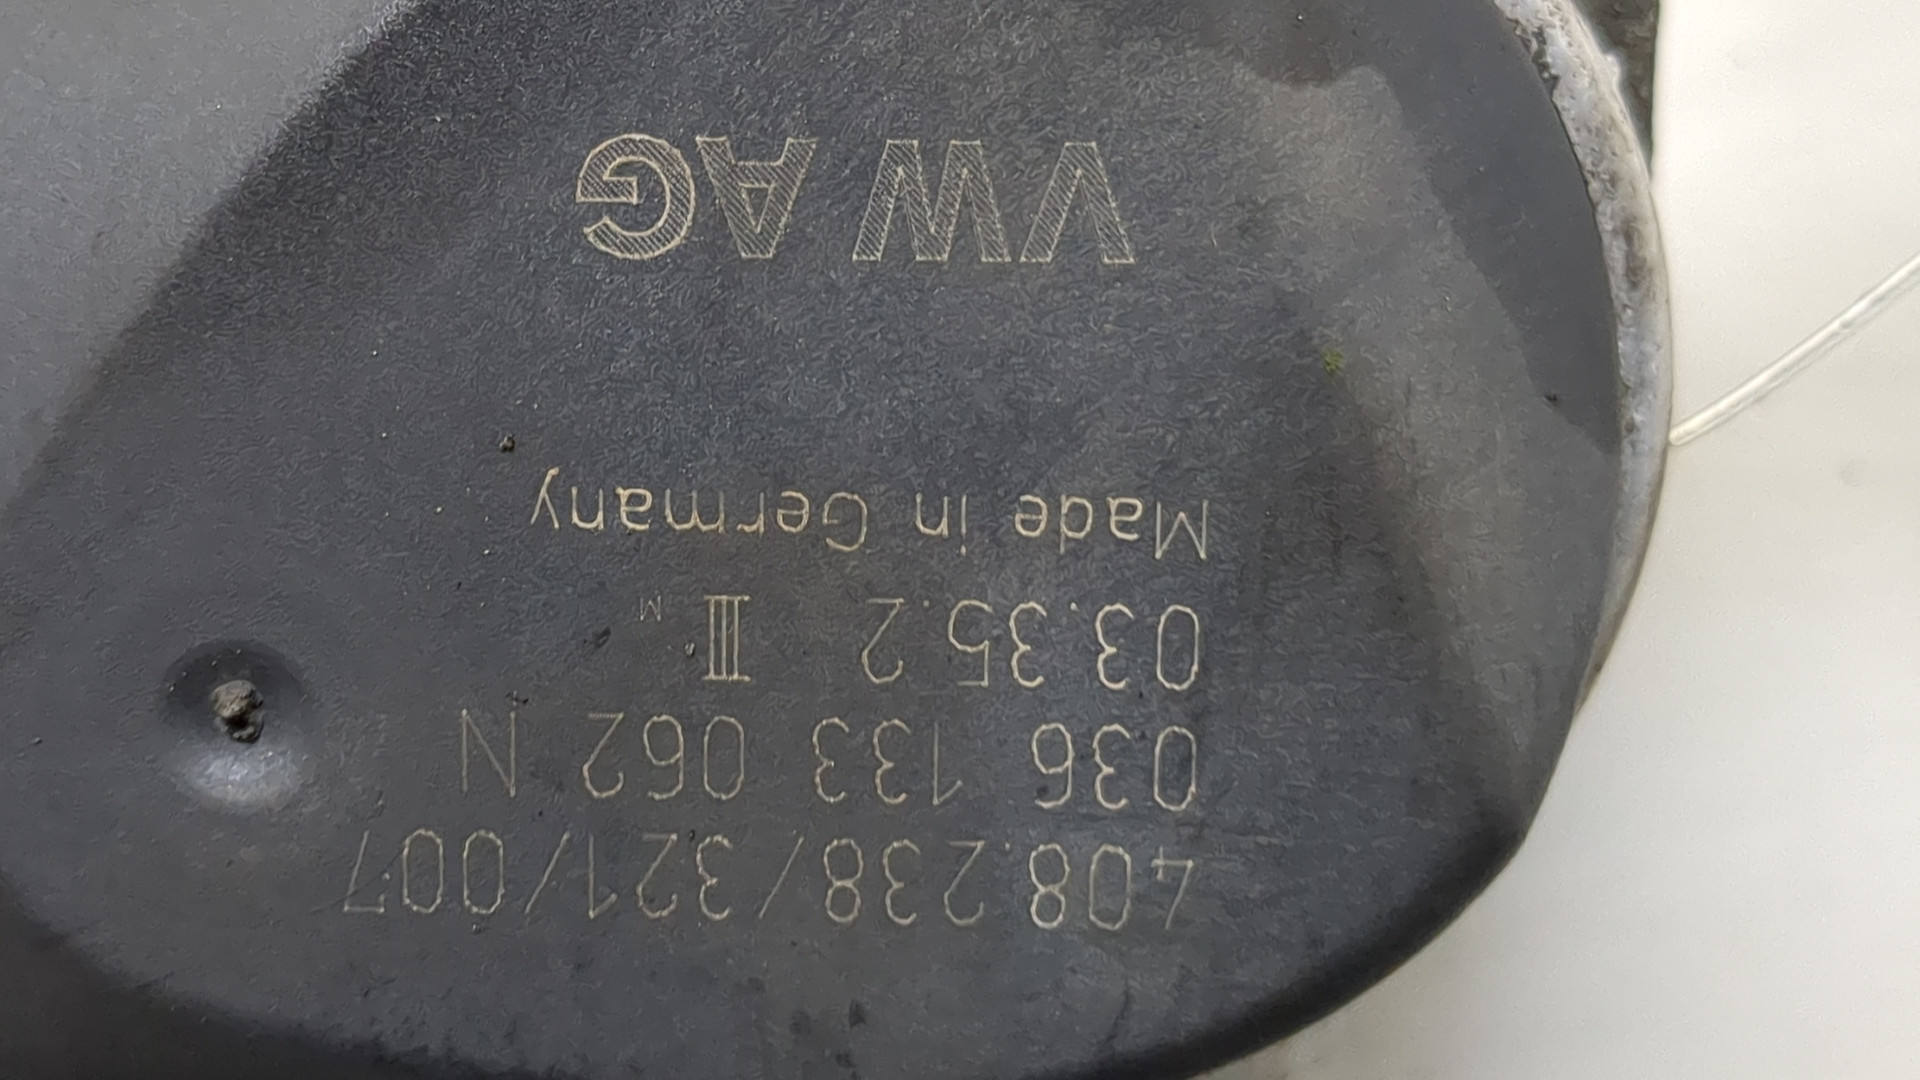 408.238/321/007
036 133 062 N
03.35.2 III M
Made in Germany
VW AG